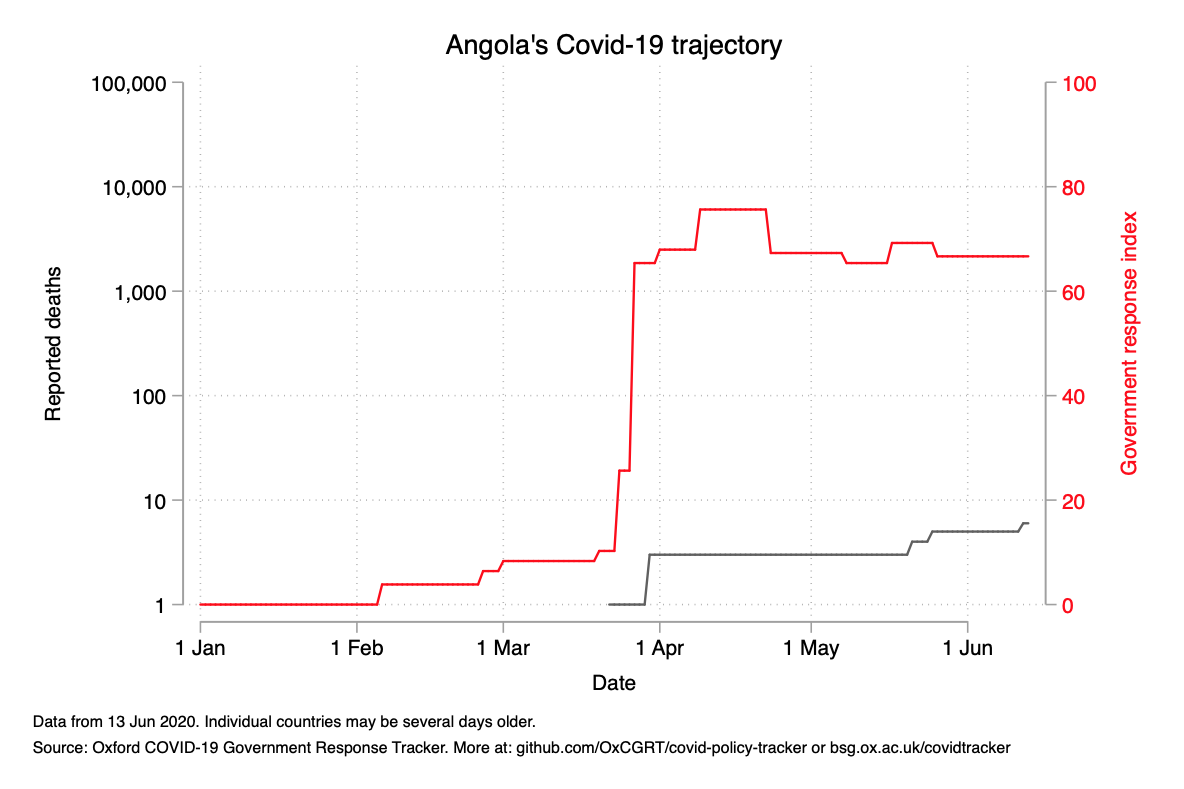 Angola's Covid-19 trajectory
100,000
10,000
1,000
100
10
1
Reported deaths
100
80
60
40
20
0
Government response index
1 Jan
1 Feb
1 Mar
1 Apr
1 May
1 Jun
Date
Data from 13 Jun 2020. Individual countries may be several days older.
Source: Oxford COVID-19 Government Response Tracker. More at: github.com/OxCGRT/covid-policy-tracker or bsg.ox.ac.uk/covidtracker